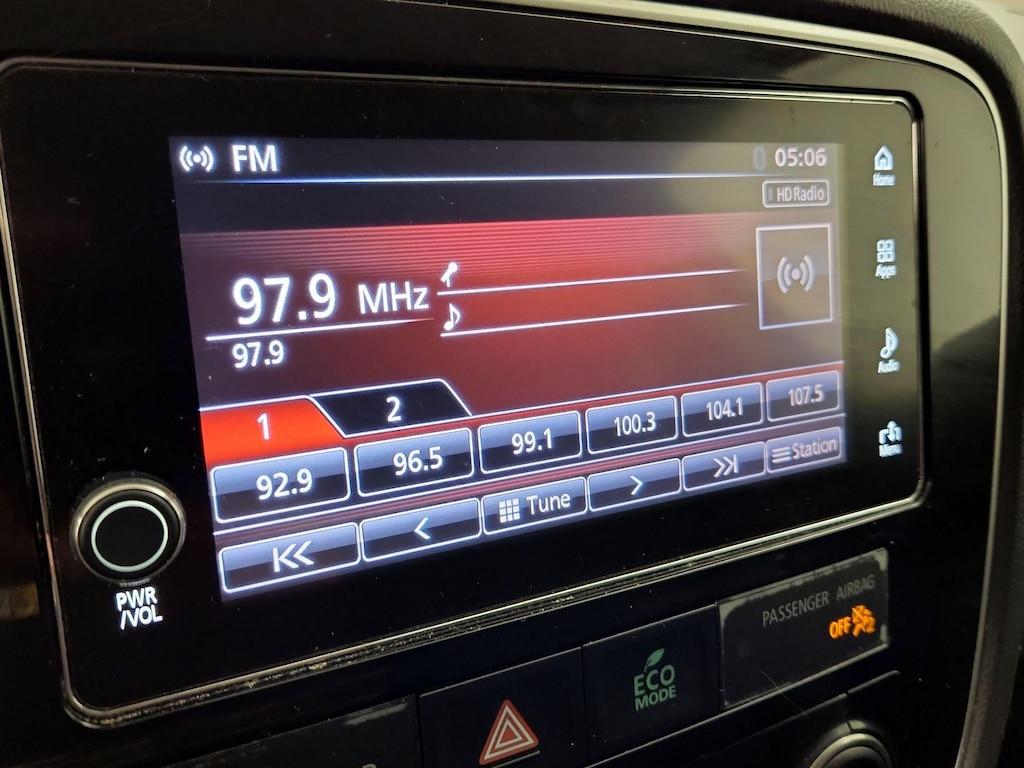 FM
05:06
HD Radio
Home
97.9 MHz
97.9
Apps
Audio
1
2
92.9
96.5
99.1
100.3
104.1
107.5
Tune
Station
Menu
PWR
/VOL
PASSENGER AIRBAG
OFF
2
ECO
MODE